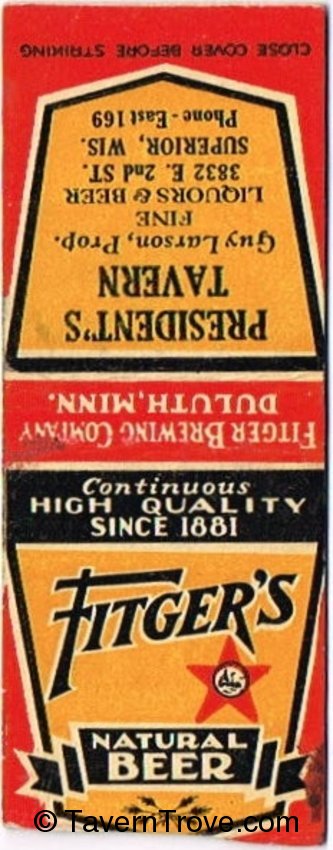 CLOSE COVER BEFORE STRIKING
PRESIDENT'S
TAVERN
Guy Larson, Prop.
FINE
LIQUORS & BEER
3832 E. 2nd ST.
SUPERIOR, WIS.
Phone - East 169
FITGER BREWING COMPANY
DULUTH, MINN.
Continuous
HIGH QUALITY
SINCE 1881
FITGER'S
NATURAL
BEER
© TavernTrove.com